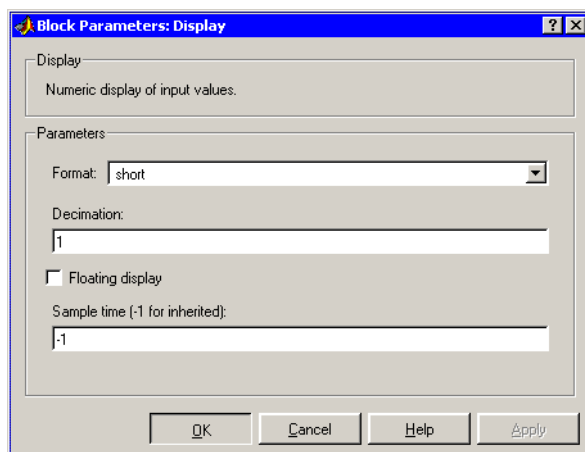 Block Parameters: Display
Display
Numeric display of input values.
Parameters
Format: short
Decimation:
1
Floating display
Sample time (-1 for inherited):
-1
OK Cancel Help Apply